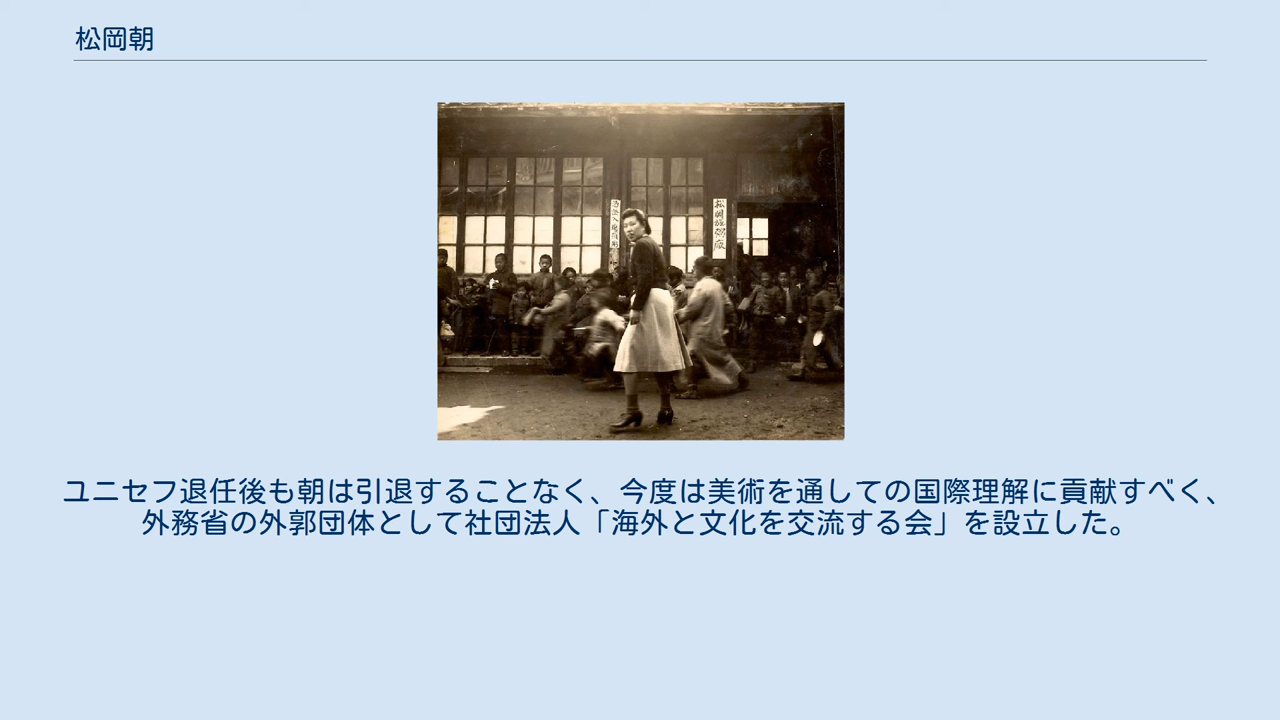 松岡朝
ユニセフ退任後も朝は引退することなく、今度は美術を通しての国際理解に貢献すべく、
外務省の外郭団体として社団法人「海外と文化を交流する会」を設立した。